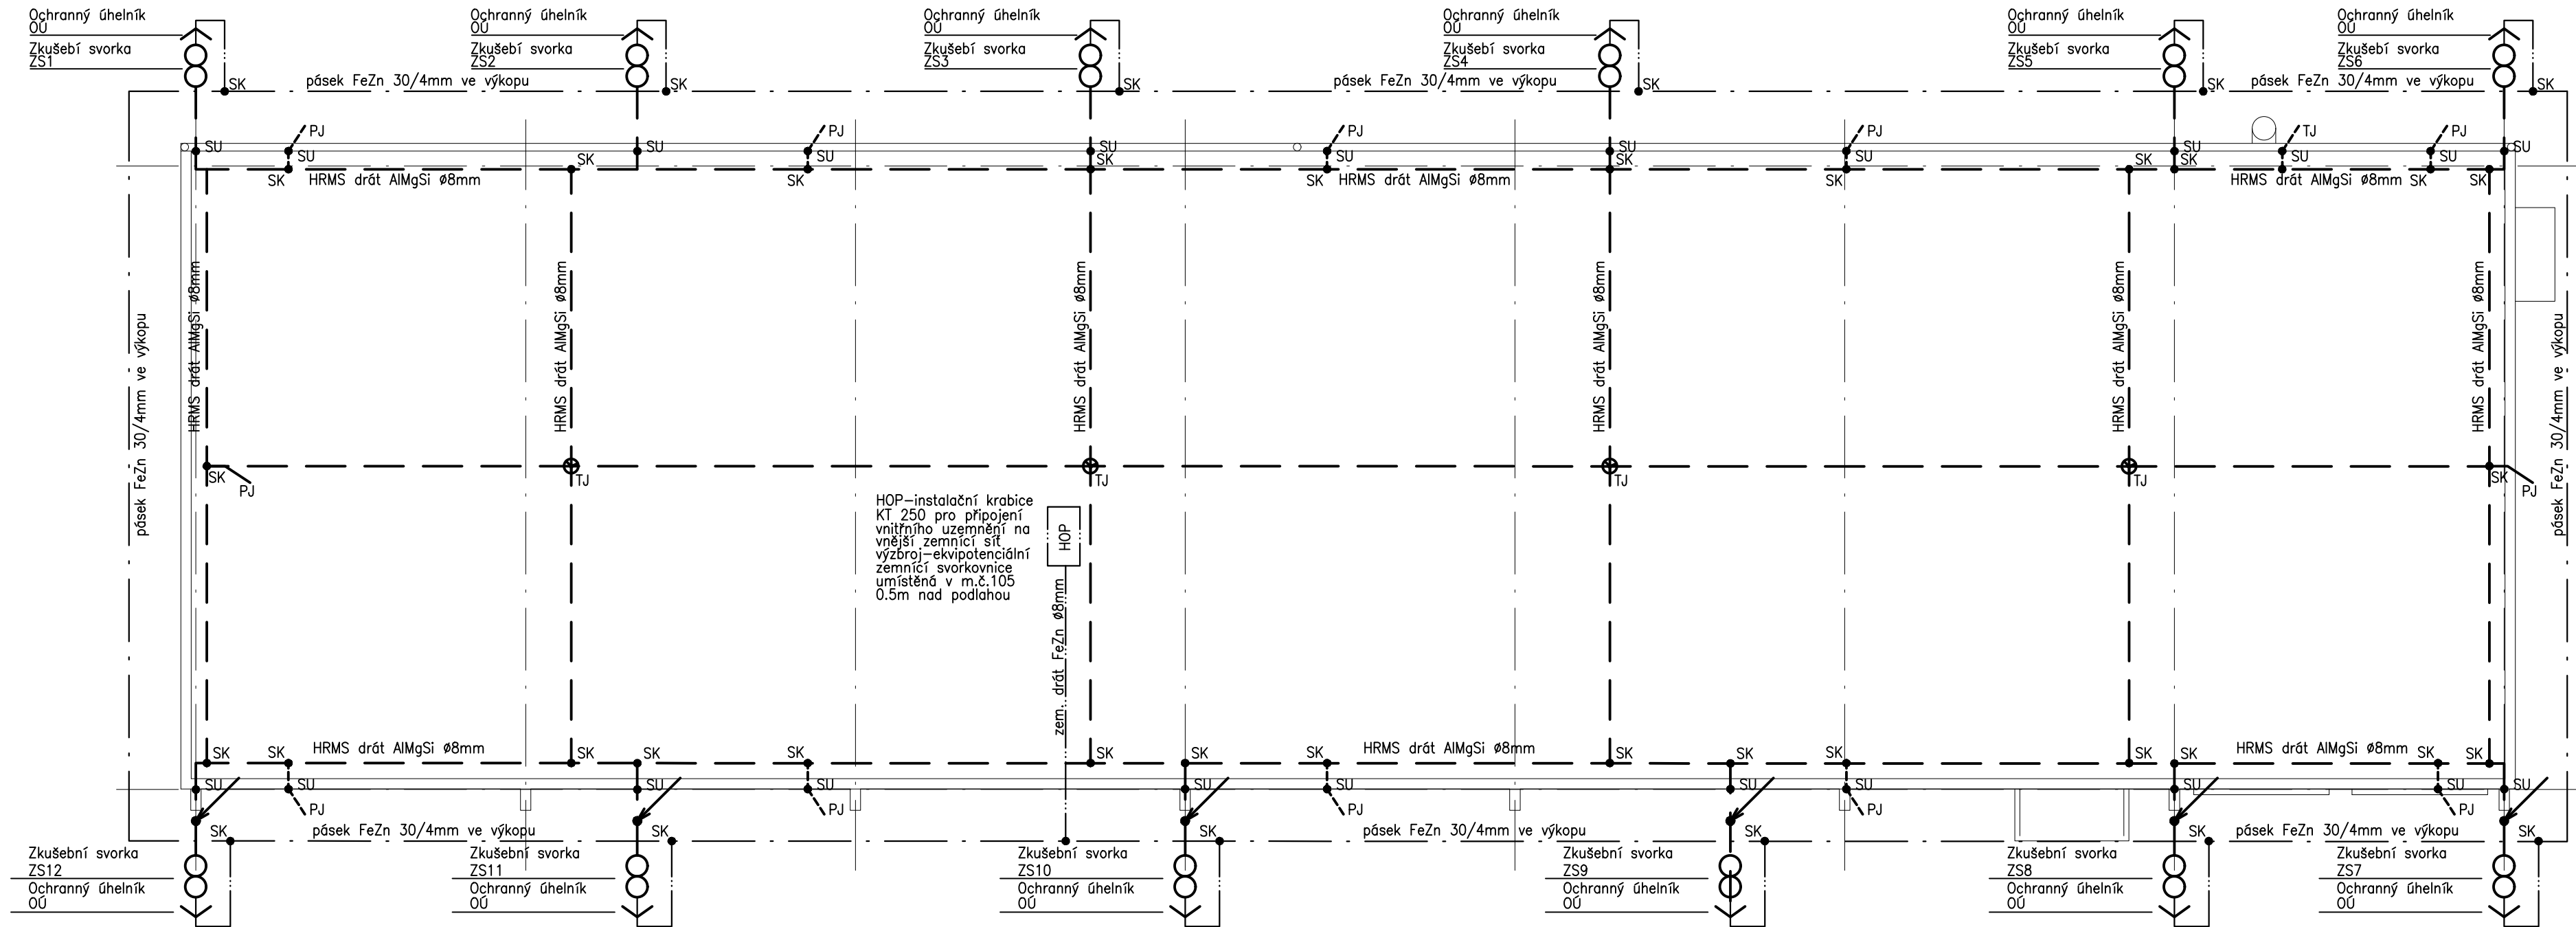 Ochranný úhelník
OÚ
Zkušebí svorka
ZS1
Ochranný úhelník
OÚ
Zkušebí svorka
ZS2
Ochranný úhelník
OÚ
Zkušebí svorka
ZS3
Ochranný úhelník
OÚ
Zkušebí svorka
ZS4
Ochranný úhelník
OÚ
Zkušebí svorka
ZS5
Ochranný úhelník
OÚ
Zkušebí svorka
ZS6
SK
pásek FeZn 30/4mm ve výkopu
SK
SK
pásek FeZn 30/4mm ve výkopu
SK
SK
pásek FeZn 30/4mm ve výkopu
SK
SU
PJ
SU
SU
PJ
SU
SU
SK
PJ
SU
SU
SK
PJ
SU
SU
SK
SK
TJ
SU
PJ
SU
SU
SK
HRMS drát AlMgSi ø8mm
SK
SK
SK
HRMS drát AlMgSi ø8mm
SK
HRMS drát AlMgSi ø8mm
SK
SK
pásek FeZn 30/4mm ve výkopu
HRMS drát AlMgSi ø8mm
HRMS drát AlMgSi ø8mm
HRMS drát AlMgSi ø8mm
HRMS drát AlMgSi ø8mm
HRMS drát AlMgSi ø8mm
HRMS drát AlMgSi ø8mm
pásek FeZn 30/4mm ve výkopu
SK
PJ
TJ
TJ
TJ
TJ
SK
PJ
HOP-instalační krabice
KT 250 pro připojení
vnitřního uzemnění na
vnější zemnící síť
výzbroj-ekvipotenciální
zemnící svorkovnice
umístěná v m.č.105
0.5m nad podlahou
HOP
zem. drát FeZn ø8mm
SK
SK
HRMS drát AlMgSi ø8mm
SK
SK
SK
SK
SK
SK
HRMS drát AlMgSi ø8mm
SK
SK
SK
SK
SK
HRMS drát AlMgSi ø8mm
SK
SK
SU
SU
PJ
SU
SU
PJ
SU
SU
PJ
SU
SU
PJ
SU
SU
PJ
SU
SK
pásek FeZn 30/4mm ve výkopu
SK
SK
pásek FeZn 30/4mm ve výkopu
SK
SK
pásek FeZn 30/4mm ve výkopu
SK
Zkušební svorka
ZS12
Ochranný úhelník
OÚ
Zkušební svorka
ZS11
Ochranný úhelník
OÚ
Zkušební svorka
ZS10
Ochranný úhelník
OÚ
Zkušební svorka
ZS9
Ochranný úhelník
OÚ
Zkušební svorka
ZS8
Ochranný úhelník
OÚ
Zkušební svorka
ZS7
Ochranný úhelník
OÚ